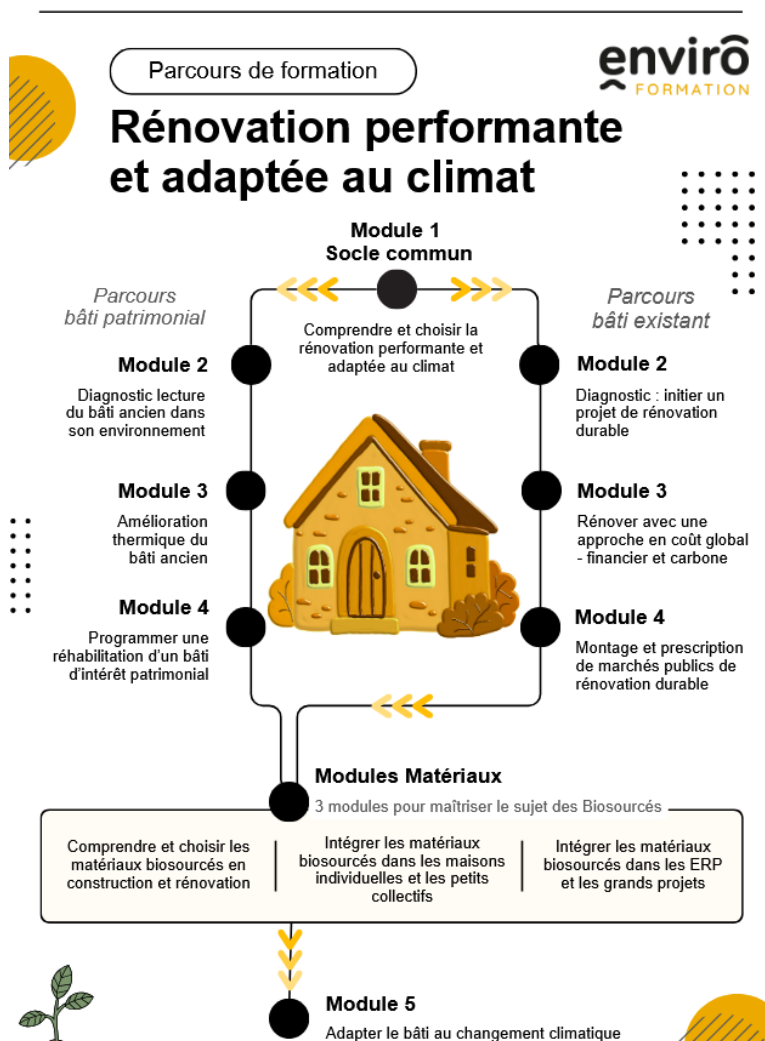 envirô
FORMATION
Parcours de formation
Rénovation performante
et adaptée au climat
Module 1
Socle commun
Comprendre et choisir la
rénovation performante et
adaptée au climat
Parcours
bâti patrimonial
Module 2
Diagnostic lecture
du bâti ancien dans
son environnement
Module 3
Amélioration
thermique du
bâti ancien
Module 4
Programmer une
réhabilitation d'un bâti
d'intérêt patrimonial
Parcours
bâti existant
Module 2
Diagnostic : initier un
projet de rénovation
durable
Module 3
Rénover avec une
approche en coût global
- financier et carbone
Module 4
Montage et prescription
de marchés publics de
rénovation durable
Modules Matériaux
3 modules pour maîtriser le sujet des Biosourcés
Comprendre et choisir les
matériaux biosourcés en
construction et rénovation
Intégrer les matériaux
biosourcés dans les maisons
individuelles et les petits
collectifs
Intégrer les matériaux
biosourcés dans les ERP
et les grands projets
Module 5
Adapter le bâti au changement climatique